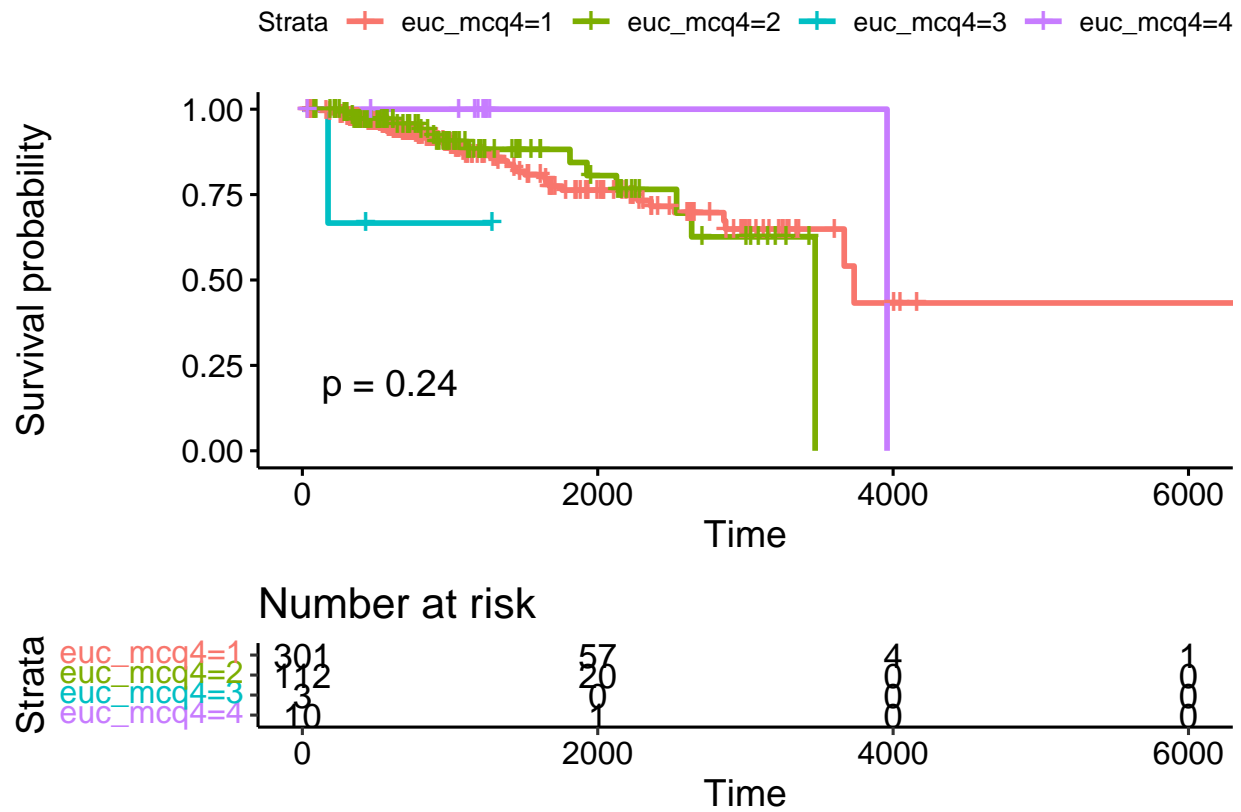 Strata euc_mcq4=1 euc_mcq4=2 euc_mcq4=3 euc_mcq4=4
Survival probability
1.00
0.75
0.50
0.25
0.00
p = 0.24
0 2000 4000 6000
Time
Number at risk
Strata
euc_mcq4=1 301 57 4 1
euc_mcq4=2 112 20 0 0
euc_mcq4=3 3 0 0 0
euc_mcq4=4 10 1 0 0
0 2000 4000 6000
Time